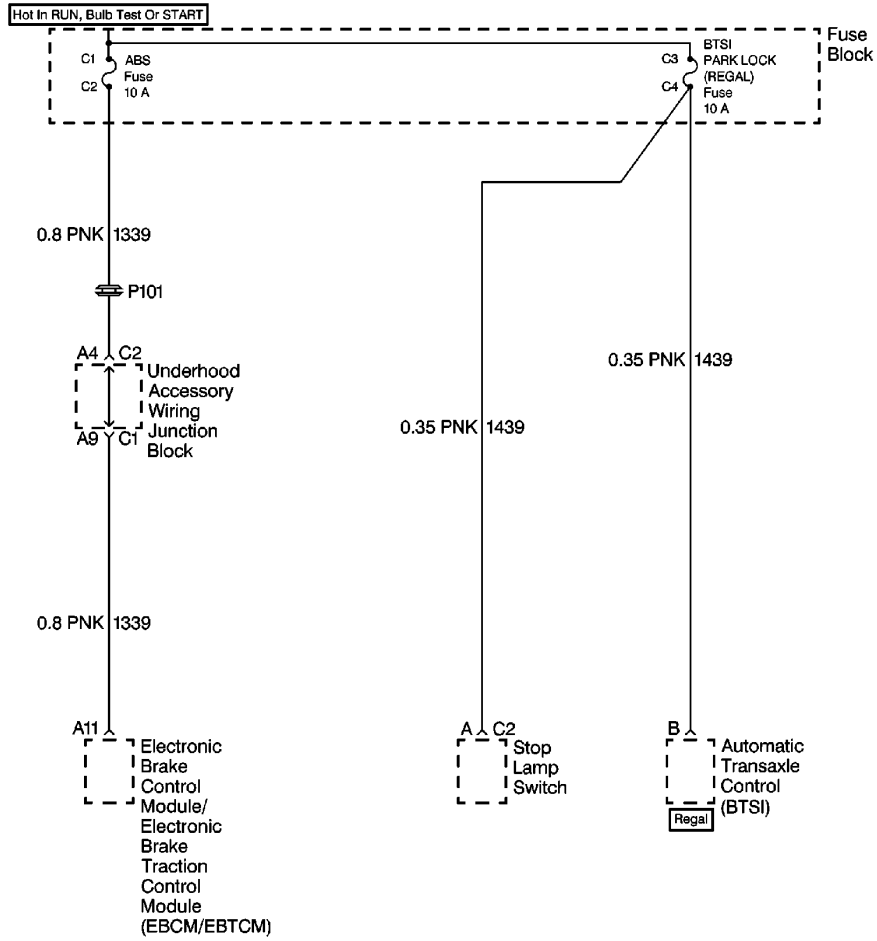 Hot In RUN, Bulb Test Or START
Fuse
Block
C1
ABS
Fuse
10 A
C2
C3
BTSI
PARK LOCK
(REGAL)
Fuse
10 A
C4
0.8 PNK 1339
P101
A4 C2
Underhood
Accessory
Wiring
Junction
Block
A9 C1
0.35 PNK 1439
0.35 PNK 1439
0.8 PNK 1339
A11
Electronic
Brake
Control
Module/
Electronic
Brake
Traction
Control
Module
(EBCM/EBTCM)
A C2
Stop
Lamp
Switch
B
Automatic
Transaxle
Control
(BTSI)
Regal